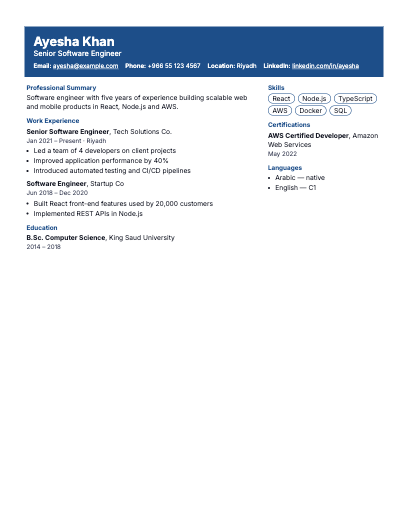 Ayesha Khan
Senior Software Engineer
Email: ayesha@example.com Phone: +966 55 123 4567 Location: Riyadh LinkedIn: linkedin.com/in/ayesha
Professional Summary
Software engineer with five years of experience building scalable web
and mobile products in React, Node.js and AWS.
Work Experience
Senior Software Engineer, Tech Solutions Co.
Jan 2021 – Present · Riyadh
• Led a team of 4 developers on client projects
• Improved application performance by 40%
• Introduced automated testing and CI/CD pipelines
Software Engineer, Startup Co
Jun 2018 – Dec 2020
• Built React front-end features used by 20,000 customers
• Implemented REST APIs in Node.js
Education
B.Sc. Computer Science, King Saud University
2014 – 2018
Skills
React Node.js TypeScript
AWS Docker SQL
Certifications
AWS Certified Developer, Amazon
Web Services
May 2022
Languages
• Arabic — native
• English — C1